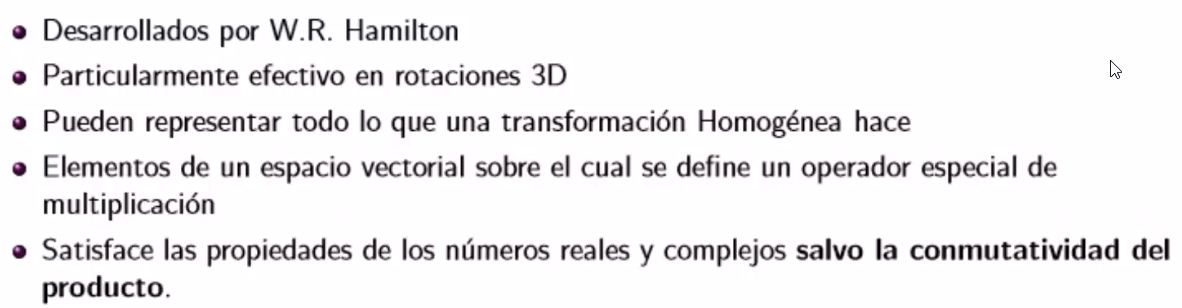 Desarrollados por W.R. Hamilton
Particularmente efectivo en rotaciones 3D
Pueden representar todo lo que una transformación Homogénea hace
Elementos de un espacio vectorial sobre el cual se define un operador especial de
multiplicación
Satisface las propiedades de los números reales y complejos salvo la conmutatividad del
producto.